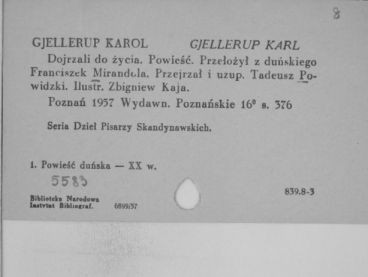 8
GJELLERUP KAROL GJELLERUP KARL
Dojrzali do życia. Powieść. Przełożył z duńskiego
Franciszek Mirandola. Przejrzał i uzup. Tadeusz Po-
widzki. Ilustr. Zbigniew Kaja.
Poznań 1957 Wydawn. Poznańskie 16⁰ s. 376
Seria Dzieł Pisarzy Skandynawskich.
1. Powieść duńska — XX w.
5583
839.8-3
Biblioteka Narodowa
Instytut Bibliograf. 6899/57